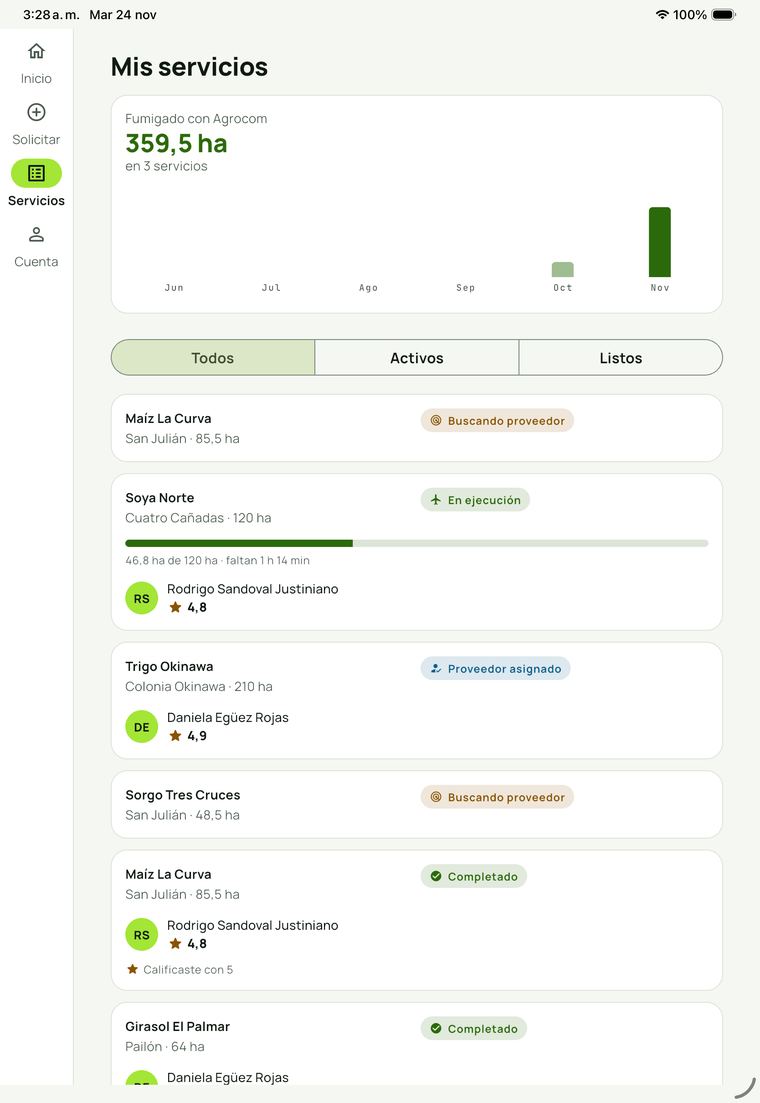 3:28 a. m. Mar 24 nov
100%
Inicio
Solicitar
Servicios
Cuenta
Mis servicios
Fumigado con Agrocom
359,5 ha
en 3 servicios
Jun Jul Ago Sep Oct Nov
Todos Activos Listos
Maíz La Curva
Buscando proveedor
San Julián · 85,5 ha
Soya Norte
En ejecución
Cuatro Cañadas · 120 ha
46,8 ha de 120 ha · faltan 1 h 14 min
RS
Rodrigo Sandoval Justiniano
4,8
Trigo Okinawa
Proveedor asignado
Colonia Okinawa · 210 ha
DE
Daniela Egüez Rojas
4,9
Sorgo Tres Cruces
Buscando proveedor
San Julián · 48,5 ha
Maíz La Curva
Completado
San Julián · 85,5 ha
RS
Rodrigo Sandoval Justiniano
4,8
Calificaste con 5
Girasol El Palmar
Completado
Pailón · 64 ha
Daniela Egüez Rojas